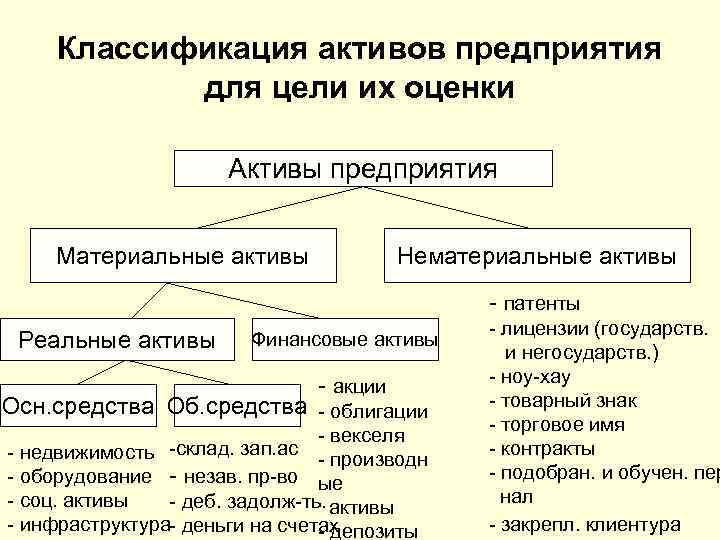 Классификация активов предприятия
для цели их оценки
Активы предприятия
Материальные активы
Нематериальные активы
Реальные активы
Финансовые активы
Осн.средства
Об.средства
- недвижимость
- оборудование
- соц. активы
- инфраструктура
-склад. зап.ас
- незав. пр-во
- деб. задолж-ть.
- деньги на счетах
- акции
- облигации
- векселя
- производн
ые
активы
- депозиты
- патенты
- лицензии (государств.
и негосударств.)
- ноу-хау
- товарный знак
- торговое имя
- контракты
- подобран. и обучен. пер
нал
- закрепл. клиентура